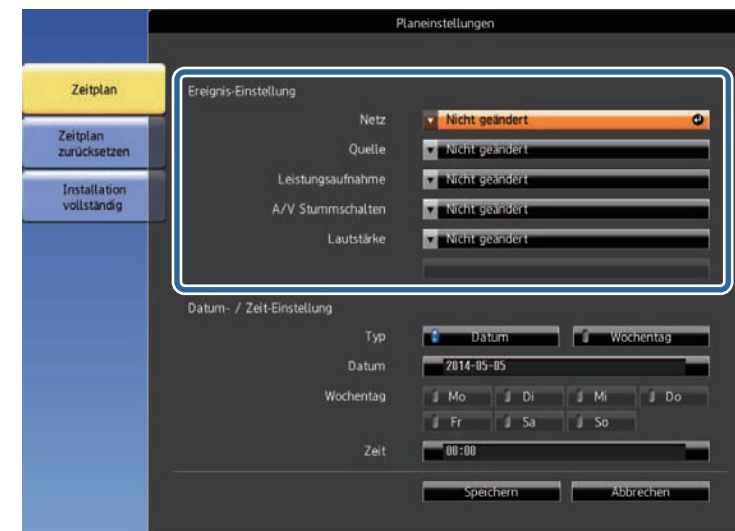 Planeinstellungen
Zeitplan
Zeitplan
zurücksetzen
Installation
vollständig
Ereignis-Einstellung
Netz Nicht geändert
Quelle Nicht geändert
Leistungsaufnahme Nicht geändert
A/V Stummschalten Nicht geändert
Lautstärke Nicht geändert
Datum- / Zeit-Einstellung
Typ Datum Wochentag
Datum 2014-05-05
Wochentag Mo Di Mi Do
Fr Sa So
Zeit 00:00
Speichern Abbrechen